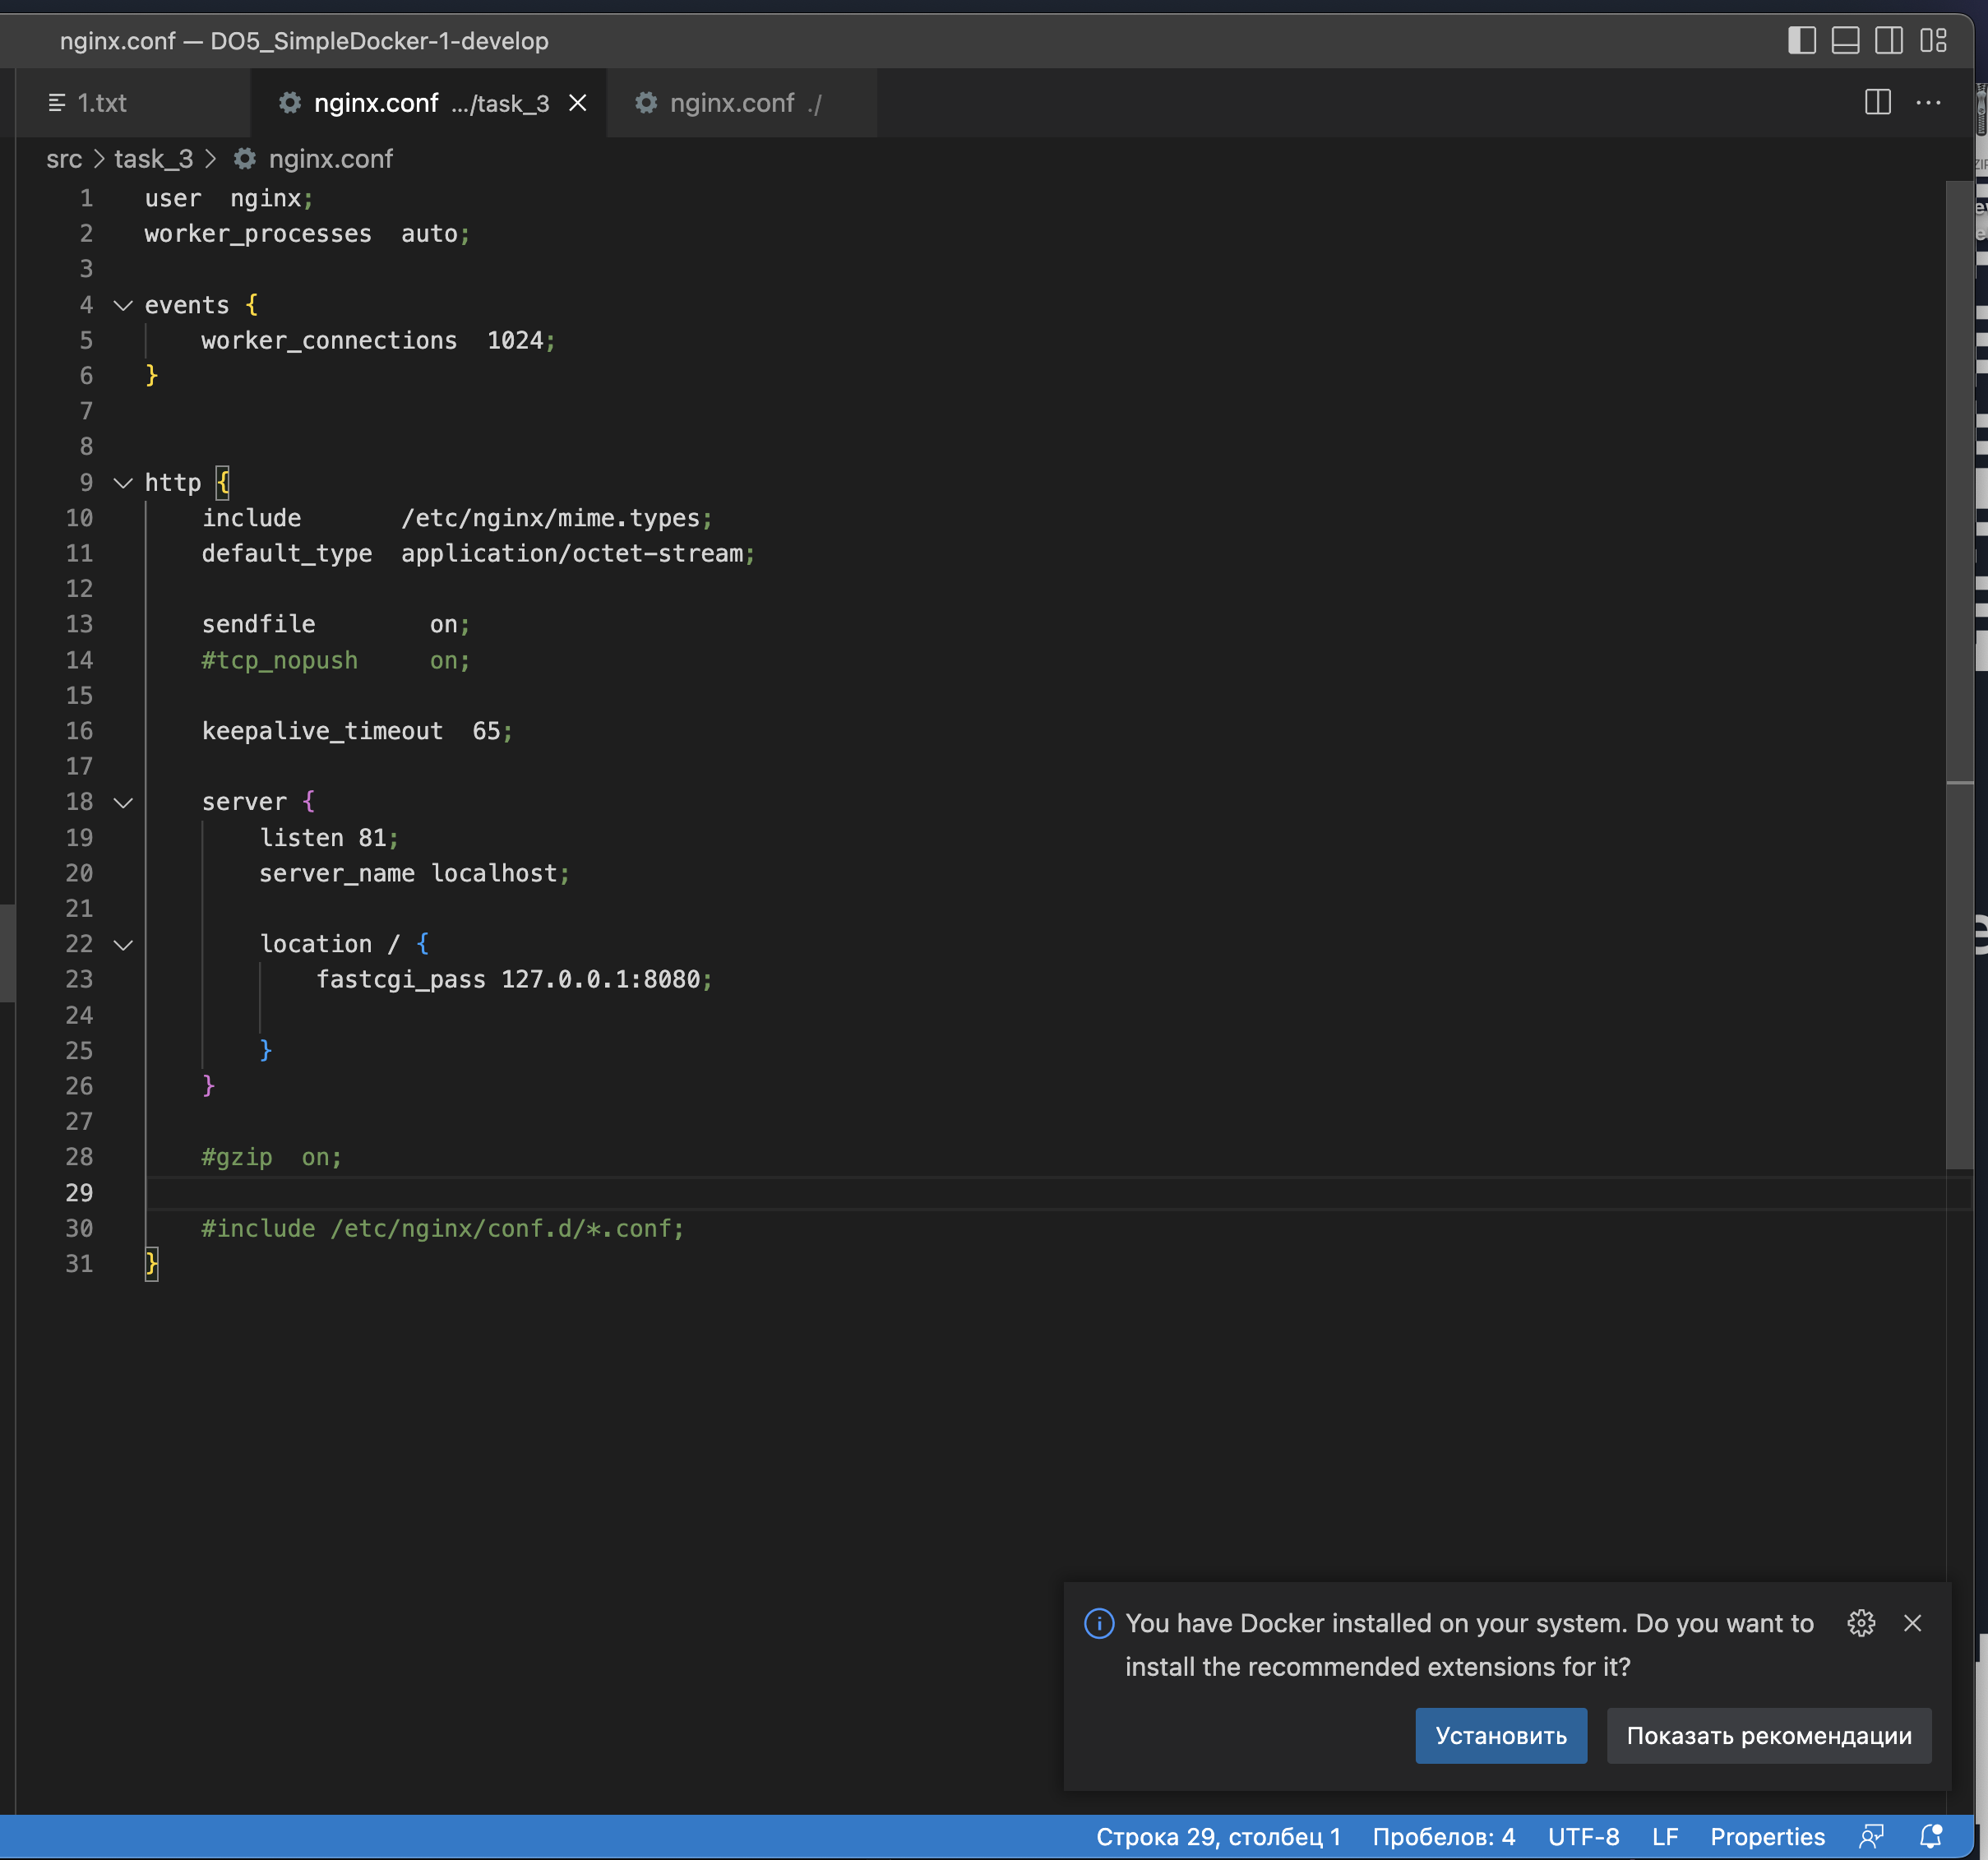 nginx.conf — DO5_SimpleDocker-1-develop
1.txt
nginx.conf .../task_3
nginx.conf ./
src > task_3 > nginx.conf
1 user  nginx;
2 worker_processes  auto;
3
4 events {
5     worker_connections  1024;
6 }
7
8
9 http {
10     include       /etc/nginx/mime.types;
11     default_type  application/octet-stream;
12
13     sendfile        on;
14     #tcp_nopush     on;
15
16     keepalive_timeout  65;
17
18     server {
19         listen 81;
20         server_name localhost;
21
22         location / {
23             fastcgi_pass 127.0.0.1:8080;
24
25         }
26     }
27
28     #gzip  on;
29
30     #include /etc/nginx/conf.d/*.conf;
31 }
You have Docker installed on your system. Do you want to
install the recommended extensions for it?
Установить
Показать рекомендации
Строка 29, столбец 1
Пробелов: 4
UTF-8
LF
Properties